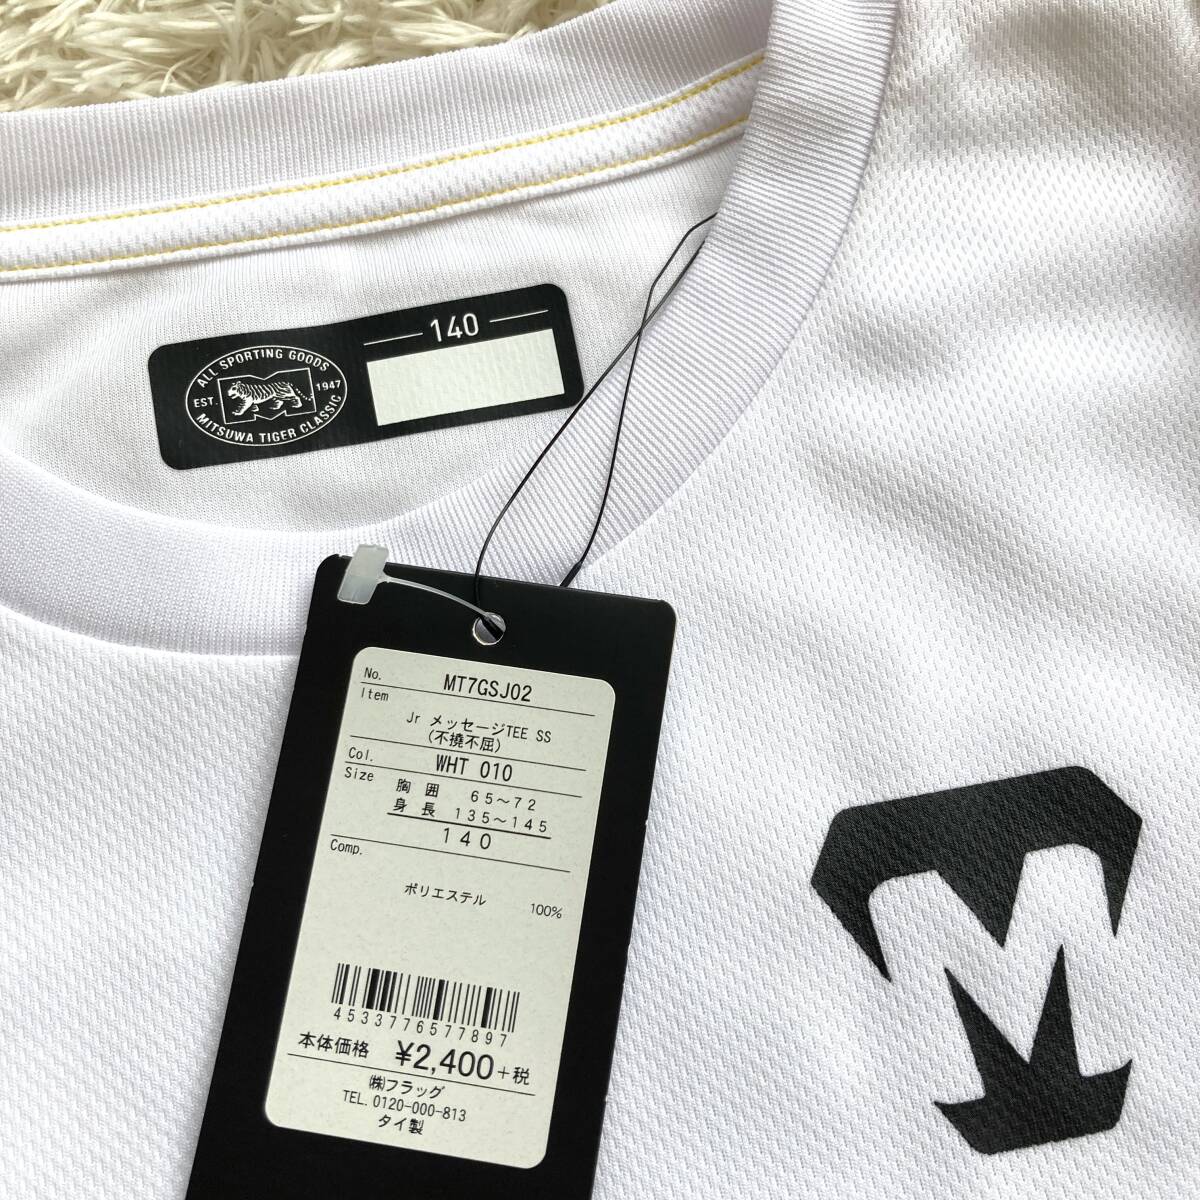 140
ALL SPORTING GOODS
EST. 1947
MITSUWA TIGER CLASSIC
No. MT7GSJ02
Item
Jr メッセージTEE SS
(不撓不屈)
Col. WHT 010
Size 胸囲 65～72
身長 135～145
140
Comp.
ポリエステル 100%
4533776577897
本体価格 ¥2,400+税
㈱フラッグ
TEL. 0120-000-813
タイ製
M